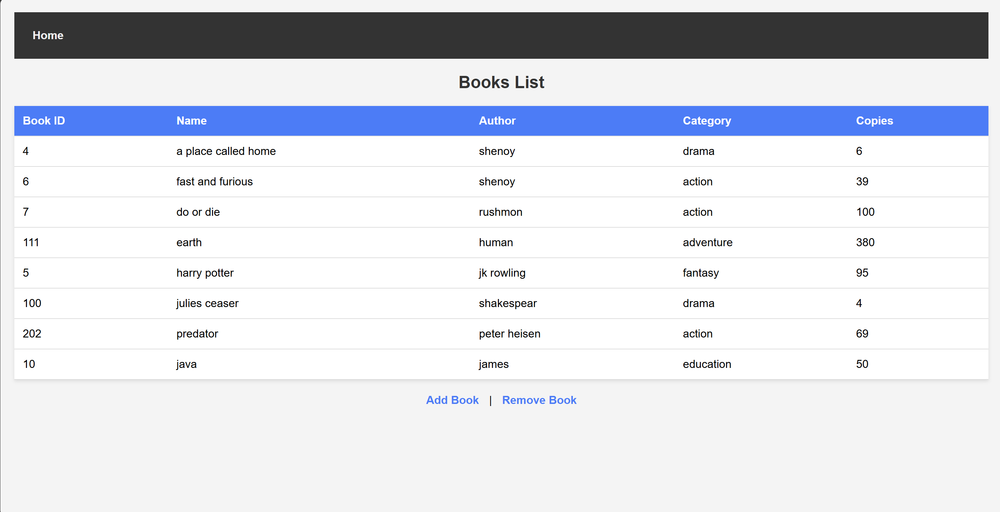 Home
Books List
Book ID Name Author Category Copies
4 a place called home shenoy drama 6
6 fast and furious shenoy action 39
7 do or die rushmon action 100
111 earth human adventure 380
5 harry potter jk rowling fantasy 95
100 julies ceaser shakespear drama 4
202 predator peter heisen action 69
10 java james education 50
Add Book | Remove Book